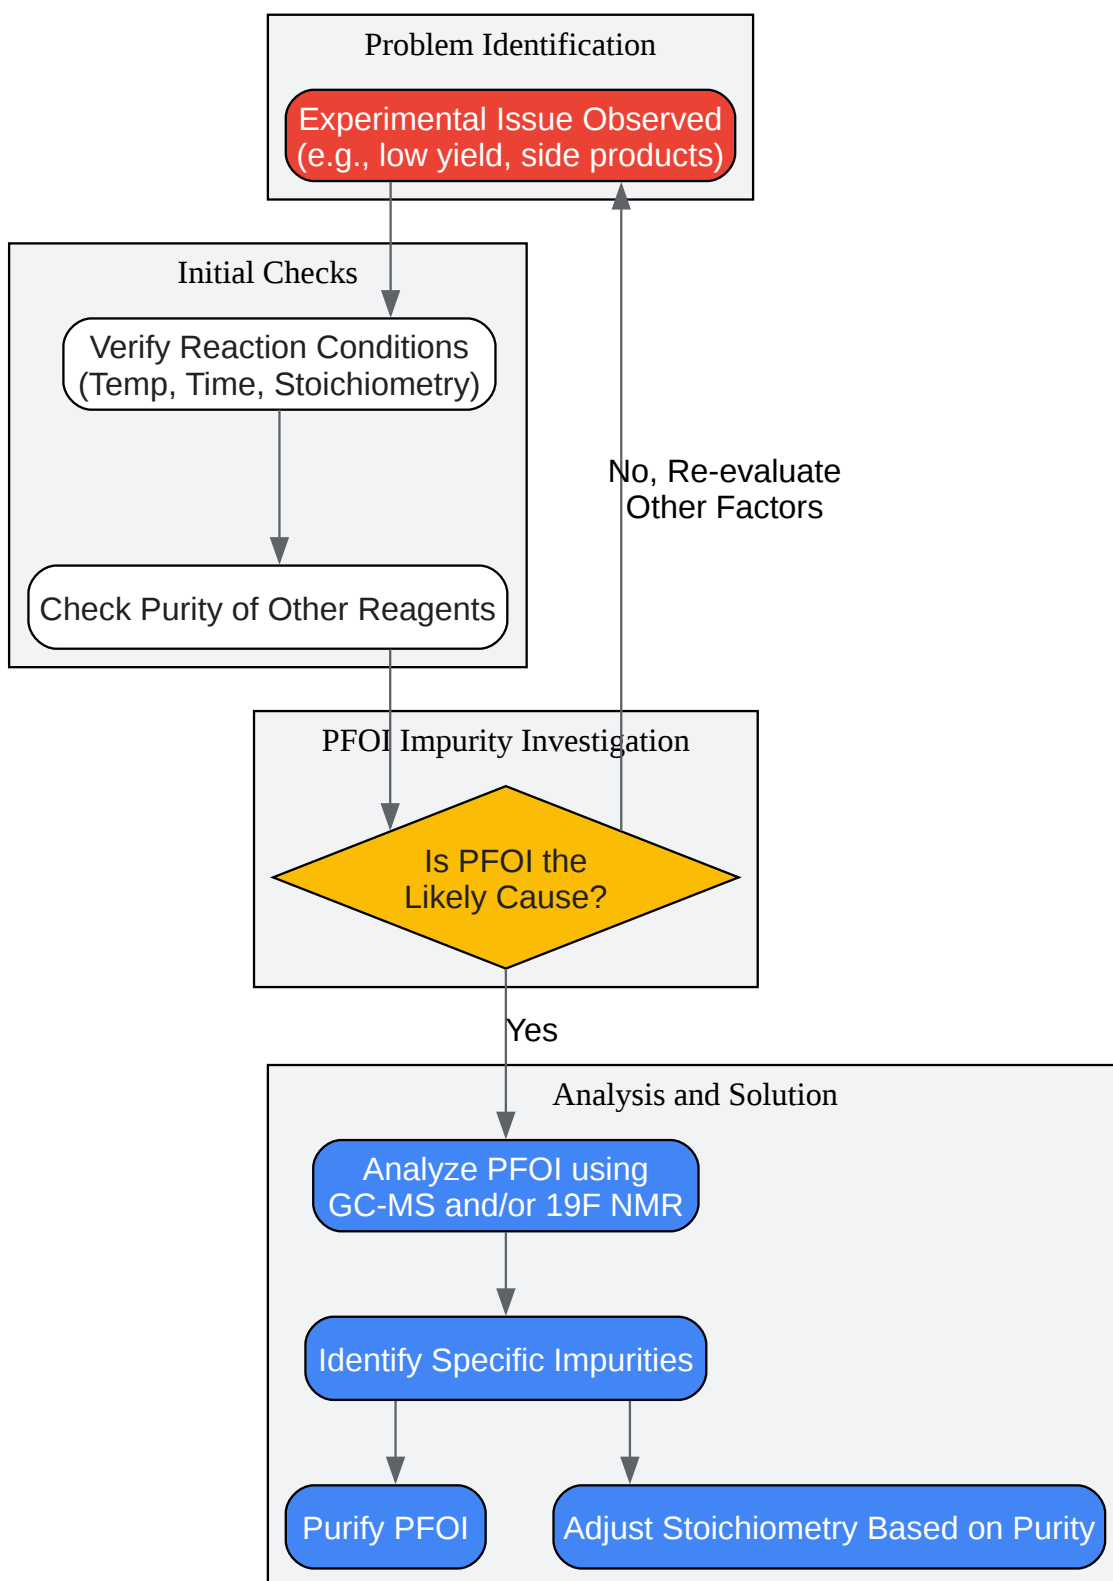 Problem Identification
Experimental Issue Observed
(e.g., low yield, side products)
Initial Checks
Verify Reaction Conditions
(Temp, Time, Stoichiometry)
No, Re-evaluate
Other Factors
Check Purity of Other Reagents
PFOI Impurity Investigation
Is PFOI the
Likely Cause?
Yes
Analysis and Solution
Analyze PFOI using
GC-MS and/or 19F NMR
Identify Specific Impurities
Purify PFOI
Adjust Stoichiometry Based on Purity